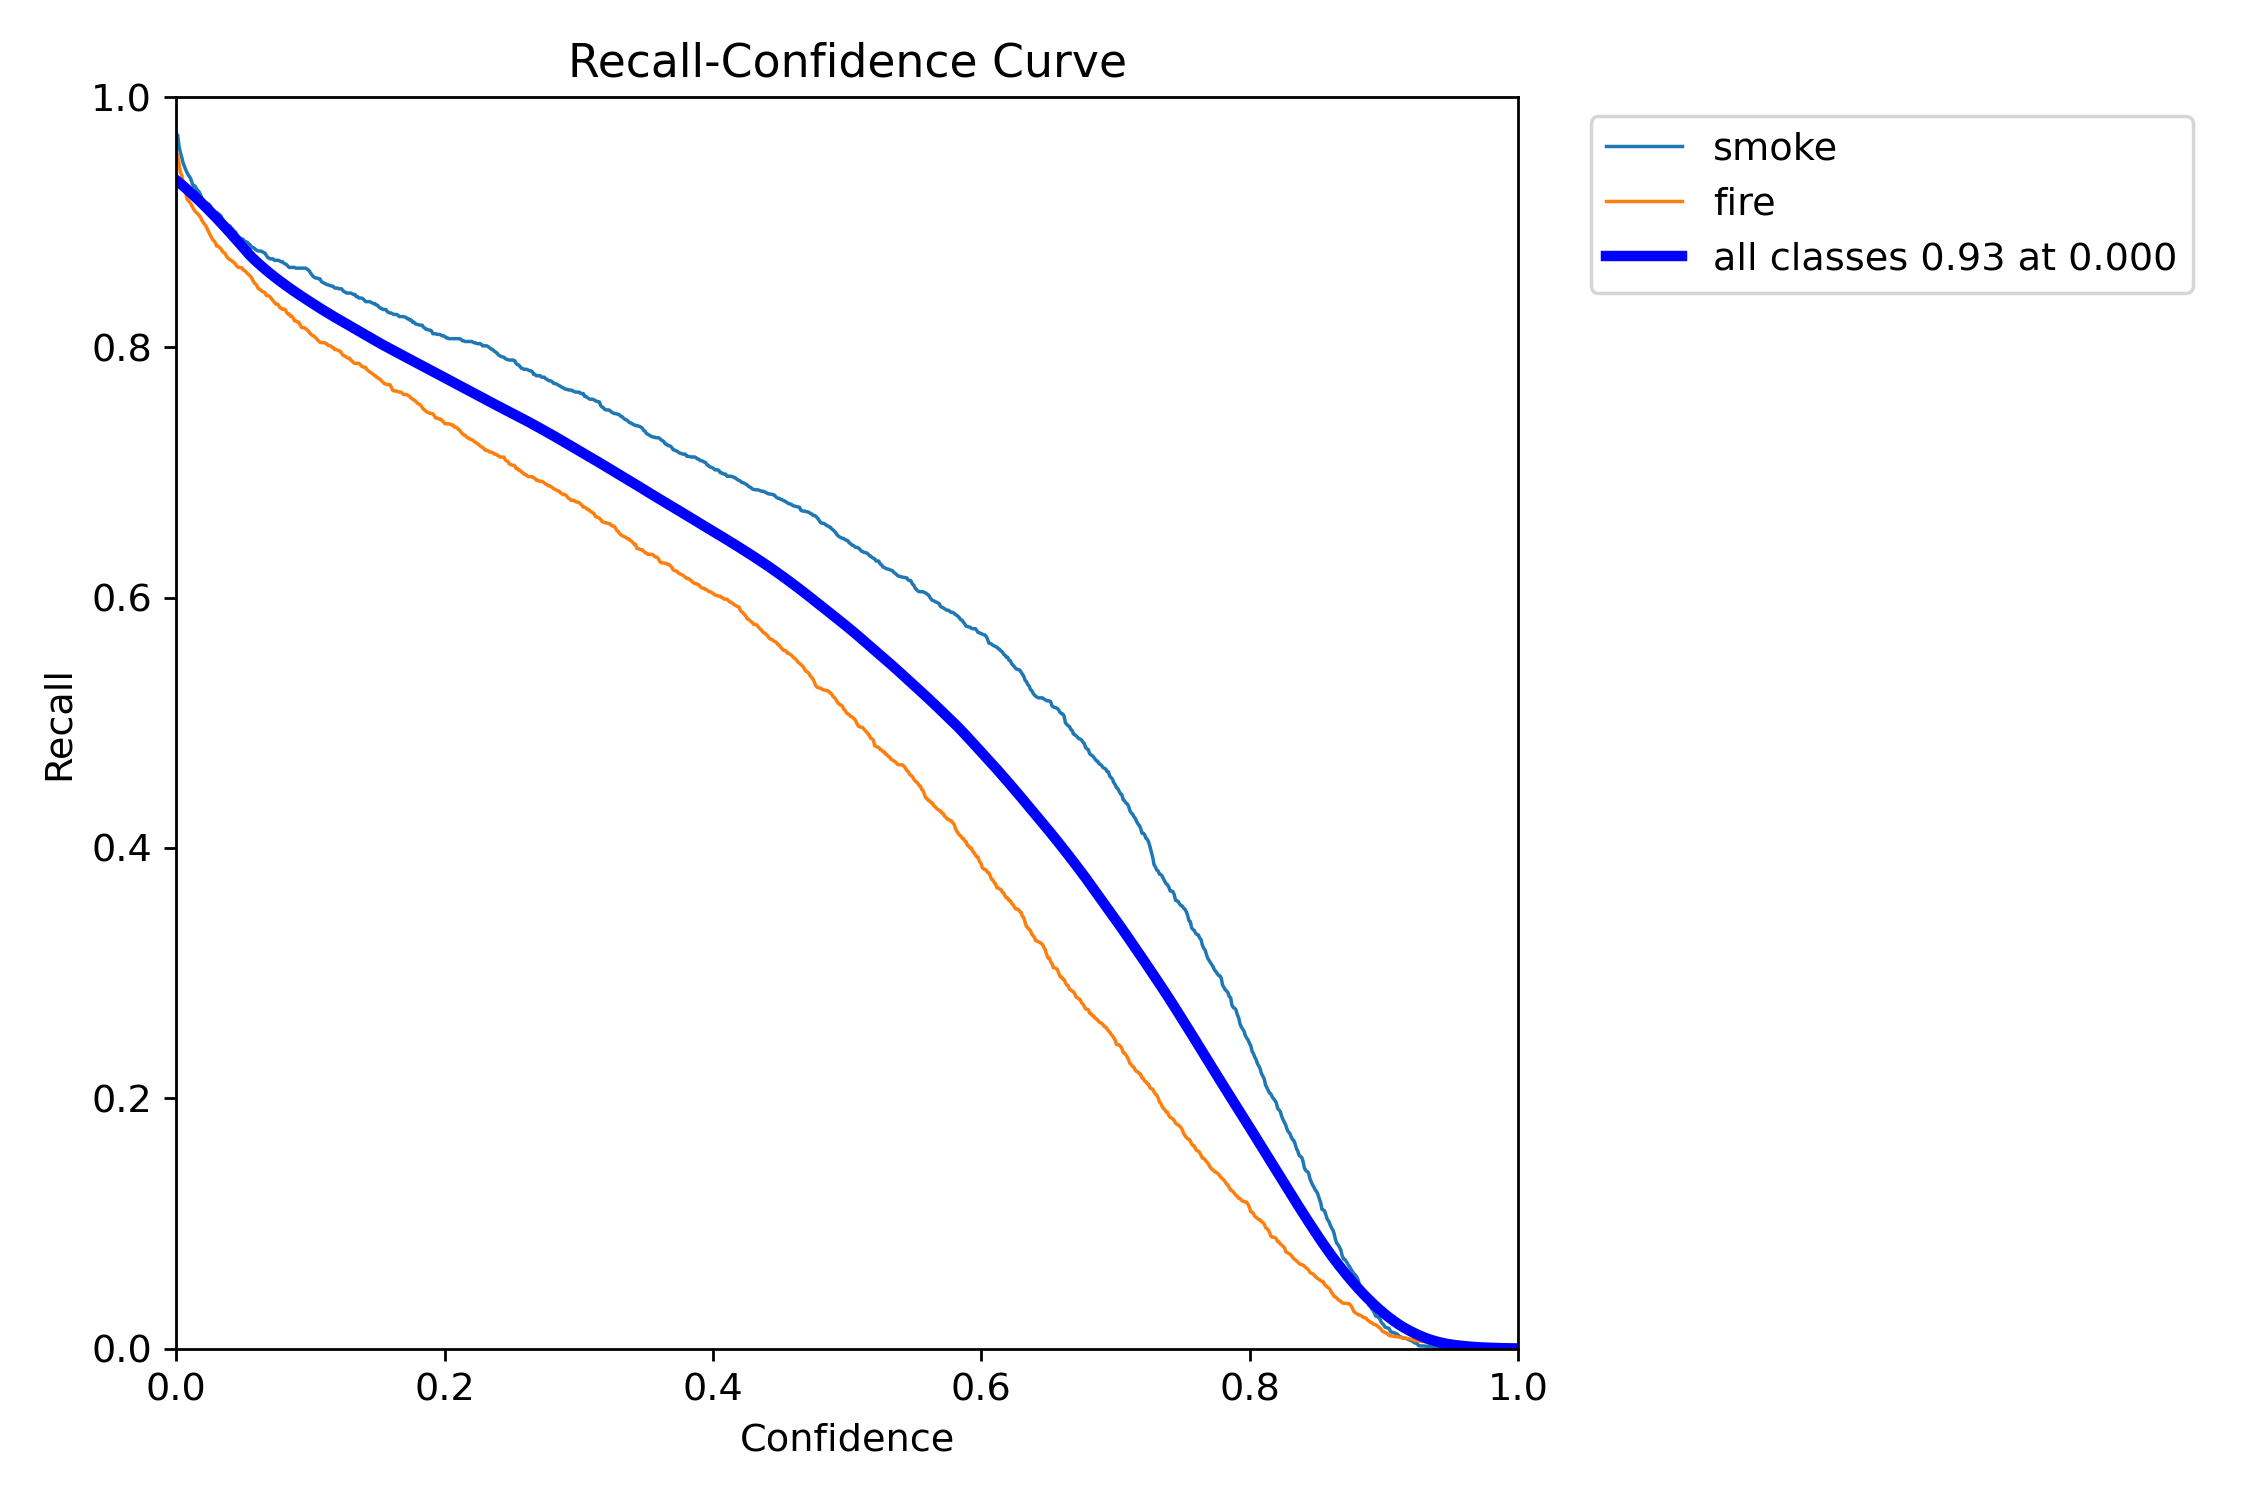 Recall-Confidence Curve
1.0
0.8
0.6
0.4
0.2
0.0
Recall
0.0 0.2 0.4 0.6 0.8 1.0
Confidence
smoke
fire
all classes 0.93 at 0.000